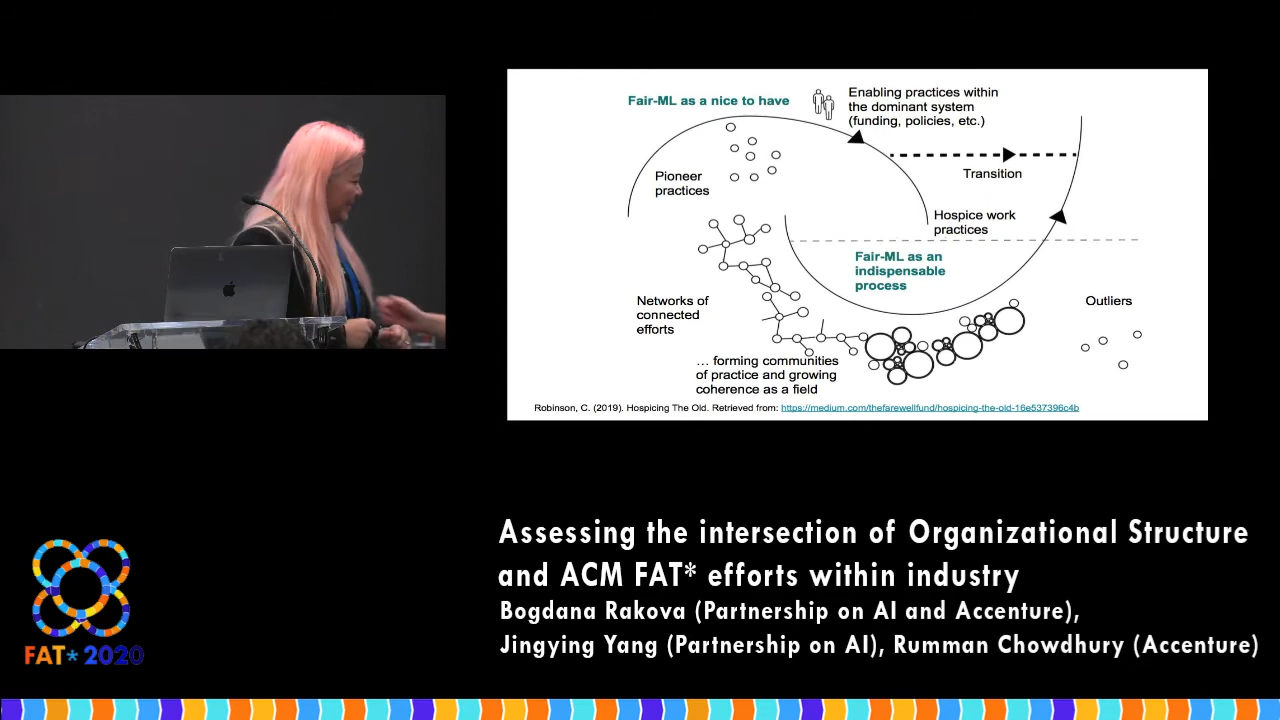 Fair-ML as a nice to have
Enabling practices within
the dominant system
(funding, policies, etc.)
Transition
Pioneer
practices
Hospice work
practices
Fair-ML as an
indispensable
process
Networks of
connected
efforts
Outliers
... forming communities
of practice and growing
coherence as a field
Robinson, C. (2019). Hospicing The Old. Retrieved from: https://medium.com/thefarewellfund/hospicing-the-old-16e537396c4b
Assessing the intersection of Organizational Structure
and ACM FAT* efforts within industry
Bogdana Rakova (Partnership on AI and Accenture),
Jingying Yang (Partnership on AI), Rumman Chowdhury (Accenture)
FAT* 2020